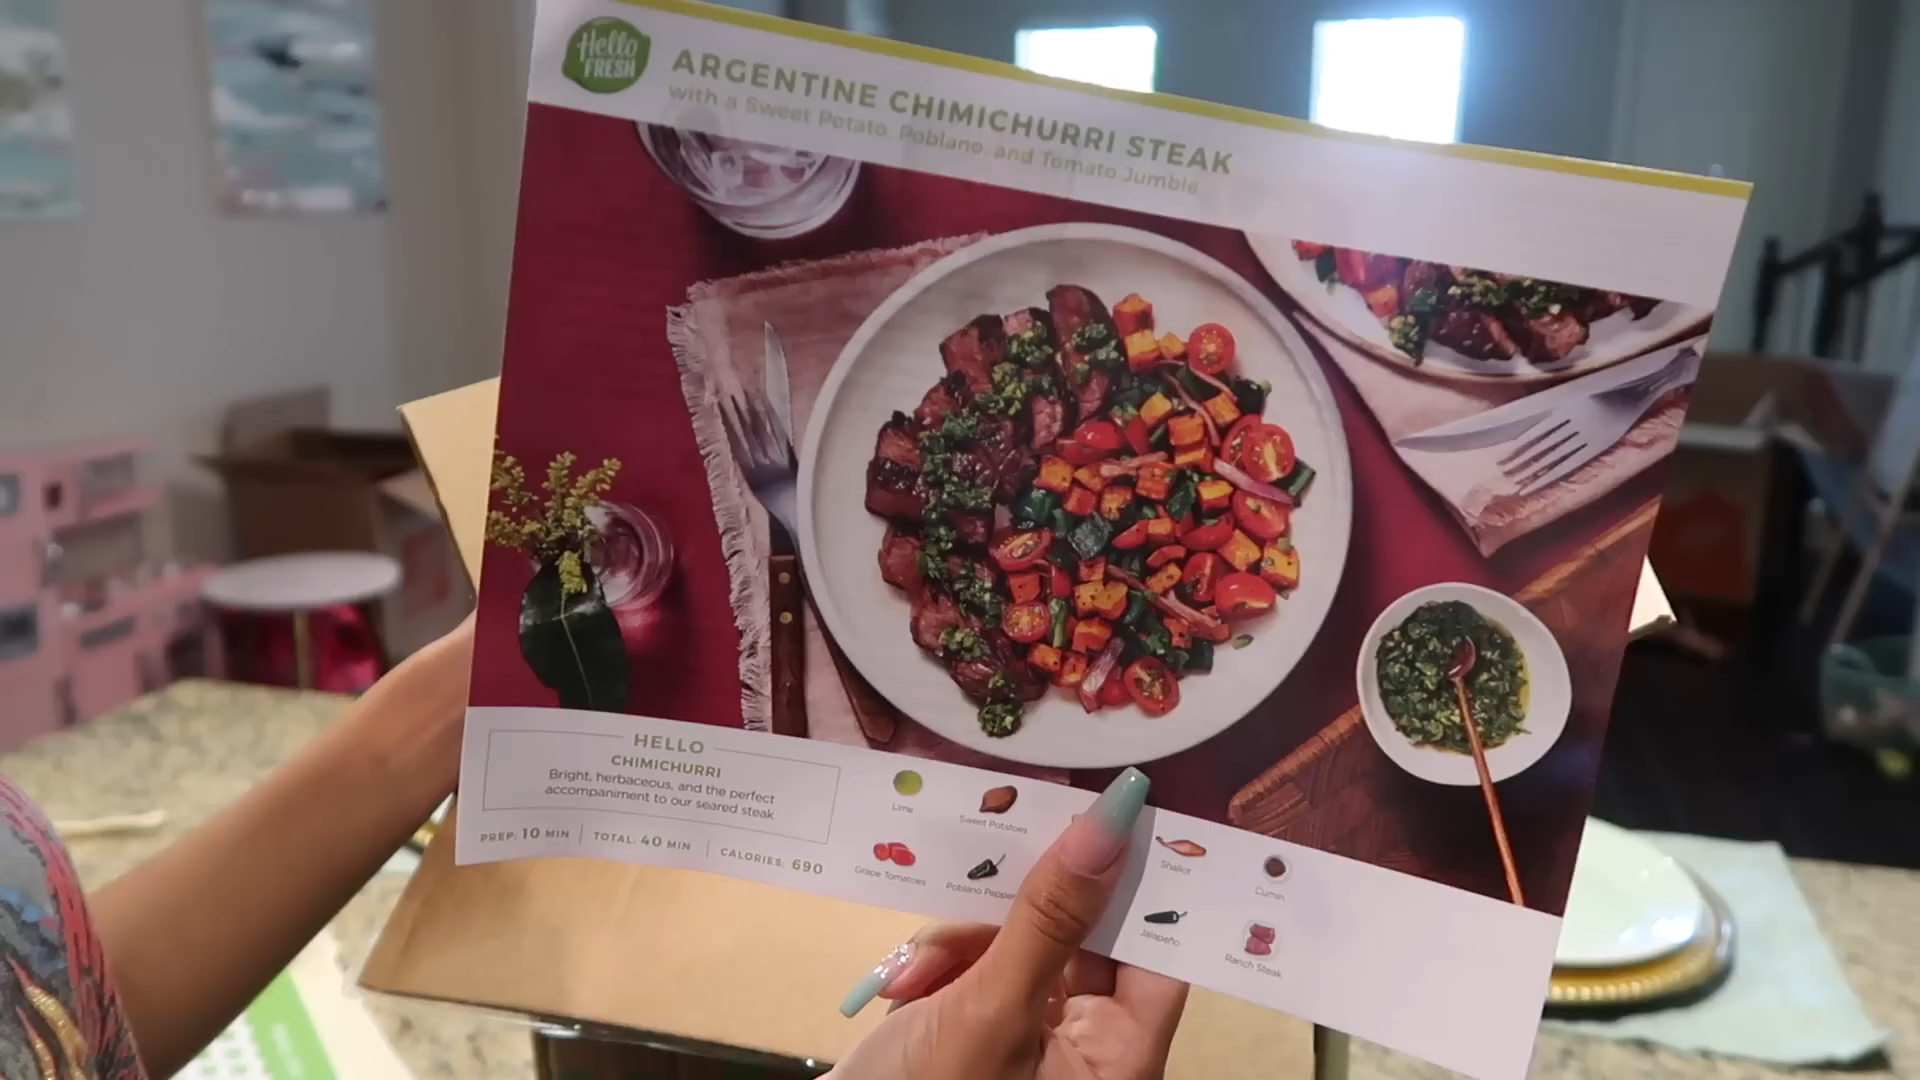 Hello
FRESH
ARGENTINE CHIMICHURRI STEAK
with a Sweet Potato, Poblano, and Tomato Jumble
HELLO
CHIMICHURRI
Bright, herbaceous, and the perfect
accompaniment to our seared steak
PREP: 10 MIN
TOTAL: 40 MIN
CALORIES: 690
Lime
Sweet Potatoes
Shallot
Cumin
Grape Tomatoes
Poblano Pepper
Jalapeño
Ranch Steak